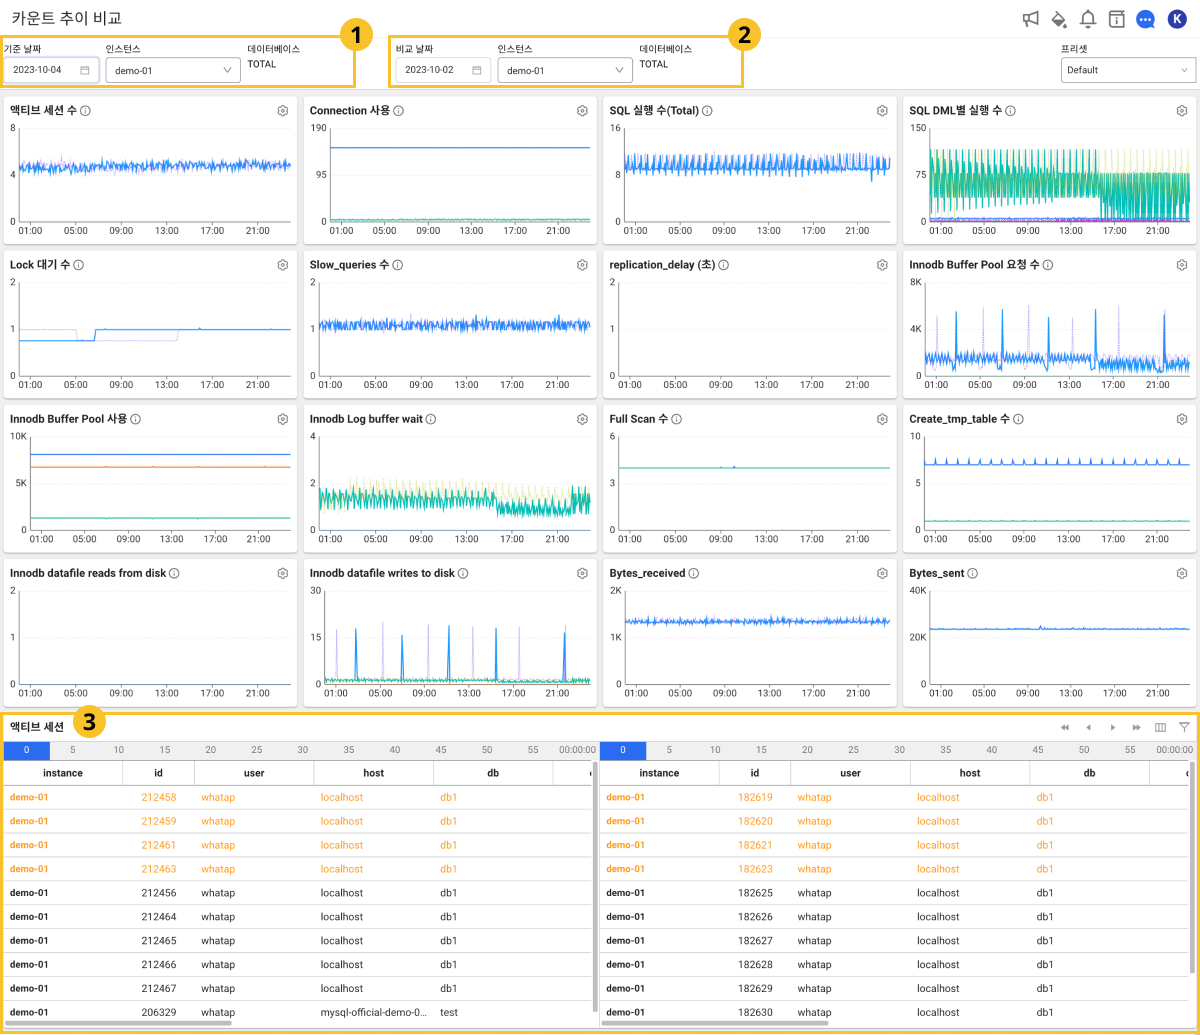 카운트 추이 비교
K
1
2
기준 날짜 인스턴스 데이터베이스
2023-10-04 demo-01 TOTAL
비교 날짜 인스턴스 데이터베이스
2023-10-02 demo-01 TOTAL
프리셋
Default
액티브 세션 수
8
4
0
01:00 05:00 09:00 13:00 17:00 21:00
Connection 사용
190
95
0
01:00 05:00 09:00 13:00 17:00 21:00
SQL 실행 수(Total)
16
8
0
01:00 05:00 09:00 13:00 17:00 21:00
SQL DML별 실행 수
150
75
0
01:00 05:00 09:00 13:00 17:00 21:00
Lock 대기 수
2
1
0
01:00 05:00 09:00 13:00 17:00 21:00
Slow_queries 수
2
1
0
01:00 05:00 09:00 13:00 17:00 21:00
replication_delay (초)
2
1
0
01:00 05:00 09:00 13:00 17:00 21:00
Innodb Buffer Pool 요청 수
8K
4K
0
01:00 05:00 09:00 13:00 17:00 21:00
Innodb Buffer Pool 사용
10K
5K
0
01:00 05:00 09:00 13:00 17:00 21:00
Innodb Log buffer wait
4
2
0
01:00 05:00 09:00 13:00 17:00 21:00
Full Scan 수
6
3
0
01:00 05:00 09:00 13:00 17:00 21:00
Create_tmp_table 수
10
5
0
01:00 05:00 09:00 13:00 17:00 21:00
Innodb datafile reads from disk
2
1
0
01:00 05:00 09:00 13:00 17:00 21:00
Innodb datafile writes to disk
30
15
0
01:00 05:00 09:00 13:00 17:00 21:00
Bytes_received
2K
1K
0
01:00 05:00 09:00 13:00 17:00 21:00
Bytes_sent
40K
20K
0
01:00 05:00 09:00 13:00 17:00 21:00
액티브 세션 3
0 5 10 15 20 25 30 35 40 45 50 55 00:00:00
instance id user host db
demo-01 212458 whatap localhost db1
demo-01 212459 whatap localhost db1
demo-01 212461 whatap localhost db1
demo-01 212463 whatap localhost db1
demo-01 212456 whatap localhost db1
demo-01 212464 whatap localhost db1
demo-01 212465 whatap localhost db1
demo-01 212466 whatap localhost db1
demo-01 212467 whatap localhost db1
demo-01 206329 whatap mysql-official-demo-0... test
0 5 10 15 20 25 30 35 40 45 50 55 00:00:00
instance id user host db
demo-01 182619 whatap localhost db1
demo-01 182620 whatap localhost db1
demo-01 182621 whatap localhost db1
demo-01 182623 whatap localhost db1
demo-01 182625 whatap localhost db1
demo-01 182626 whatap localhost db1
demo-01 182627 whatap localhost db1
demo-01 182628 whatap localhost db1
demo-01 182629 whatap localhost db1
demo-01 182630 whatap localhost db1